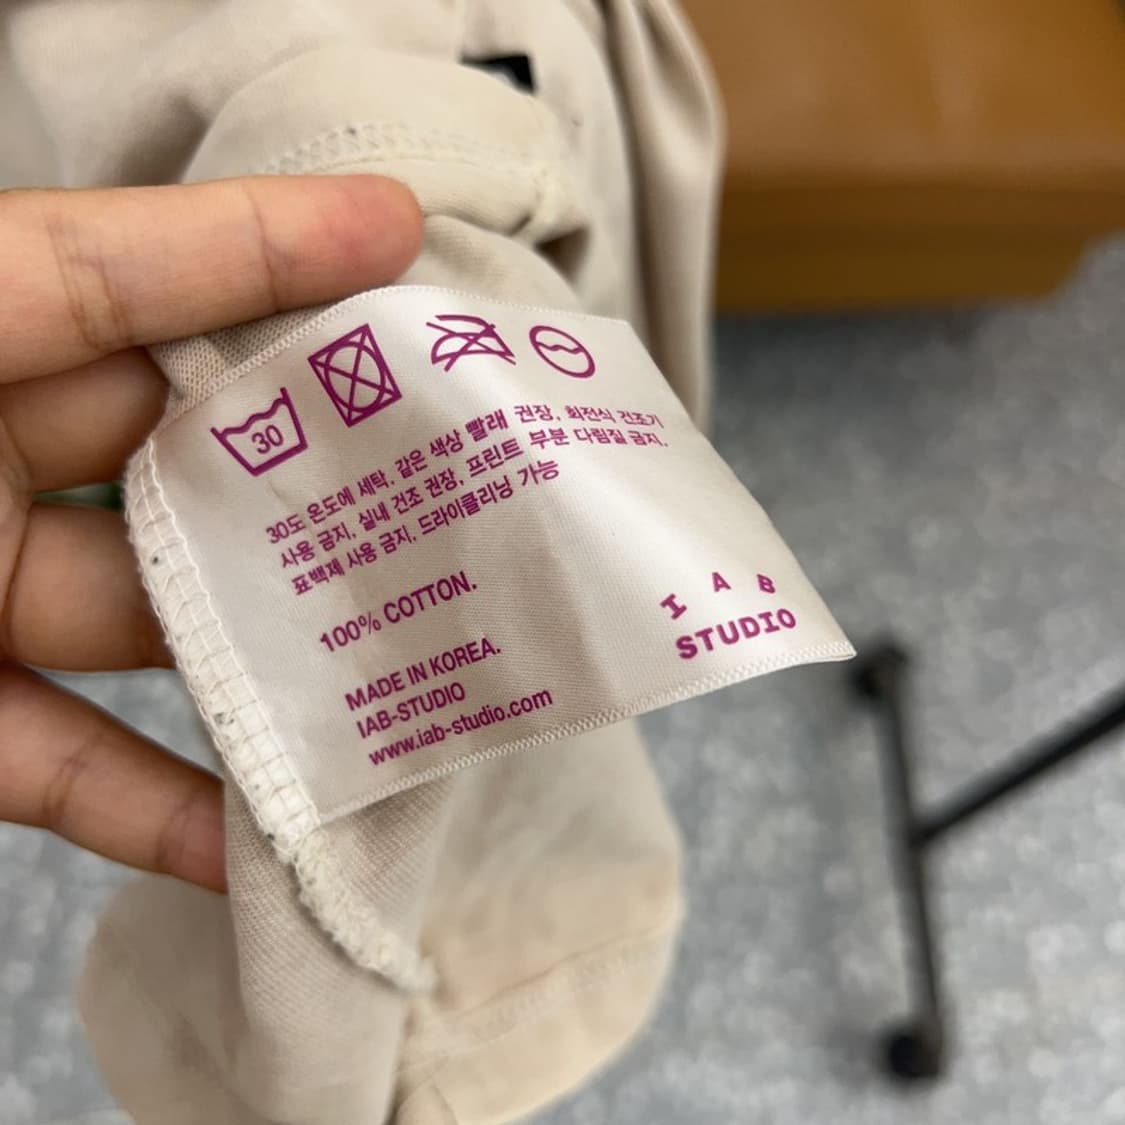 30
30도 온도에 세탁, 같은 색상 빨래 권장, 회전식 건조기
사용 금지, 실내 건조 권장, 프린트 부분 다림질 금지.
표백제 사용 금지, 드라이클리닝 가능
100% COTTON.
MADE IN KOREA.
IAB-STUDIO
www.iab-studio.com
I A B
STUDIO